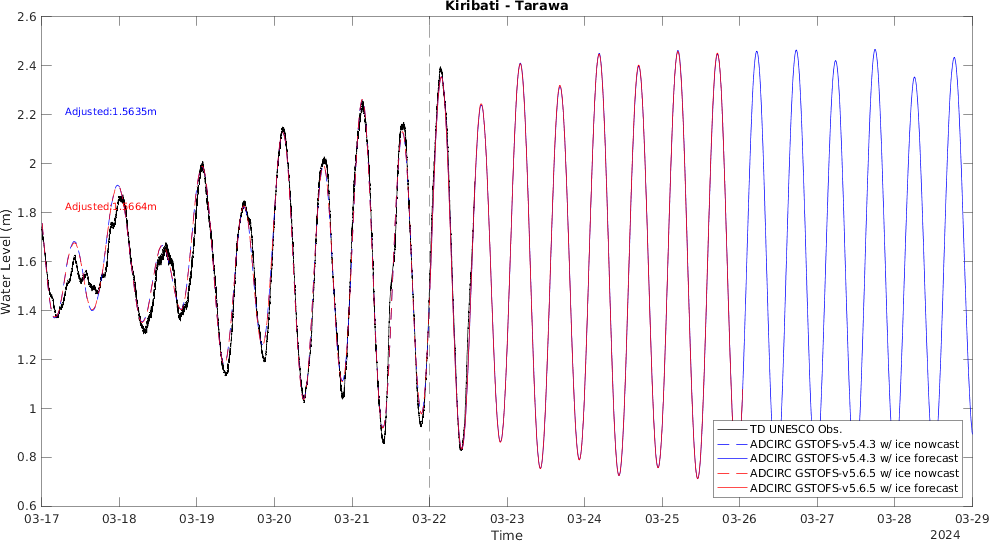 Kiribati - Tarawa
2.6
2.4
2.2
2
1.8
1.6
1.4
1.2
1
0.8
0.6
Water Level (m)
Adjusted:1.5635m
Adjusted:1.5664m
TD UNESCO Obs.
ADCIRC GSTOFS-v5.4.3 w/ ice nowcast
ADCIRC GSTOFS-v5.4.3 w/ ice forecast
ADCIRC GSTOFS-v5.6.5 w/ ice nowcast
ADCIRC GSTOFS-v5.6.5 w/ ice forecast
03-17 03-18 03-19 03-20 03-21 03-22 03-23 03-24 03-25 03-26 03-27 03-28 03-29
Time
2024